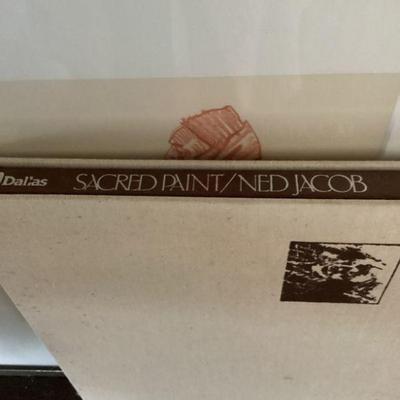 Dallas SACRED PAINT/NED JACOB